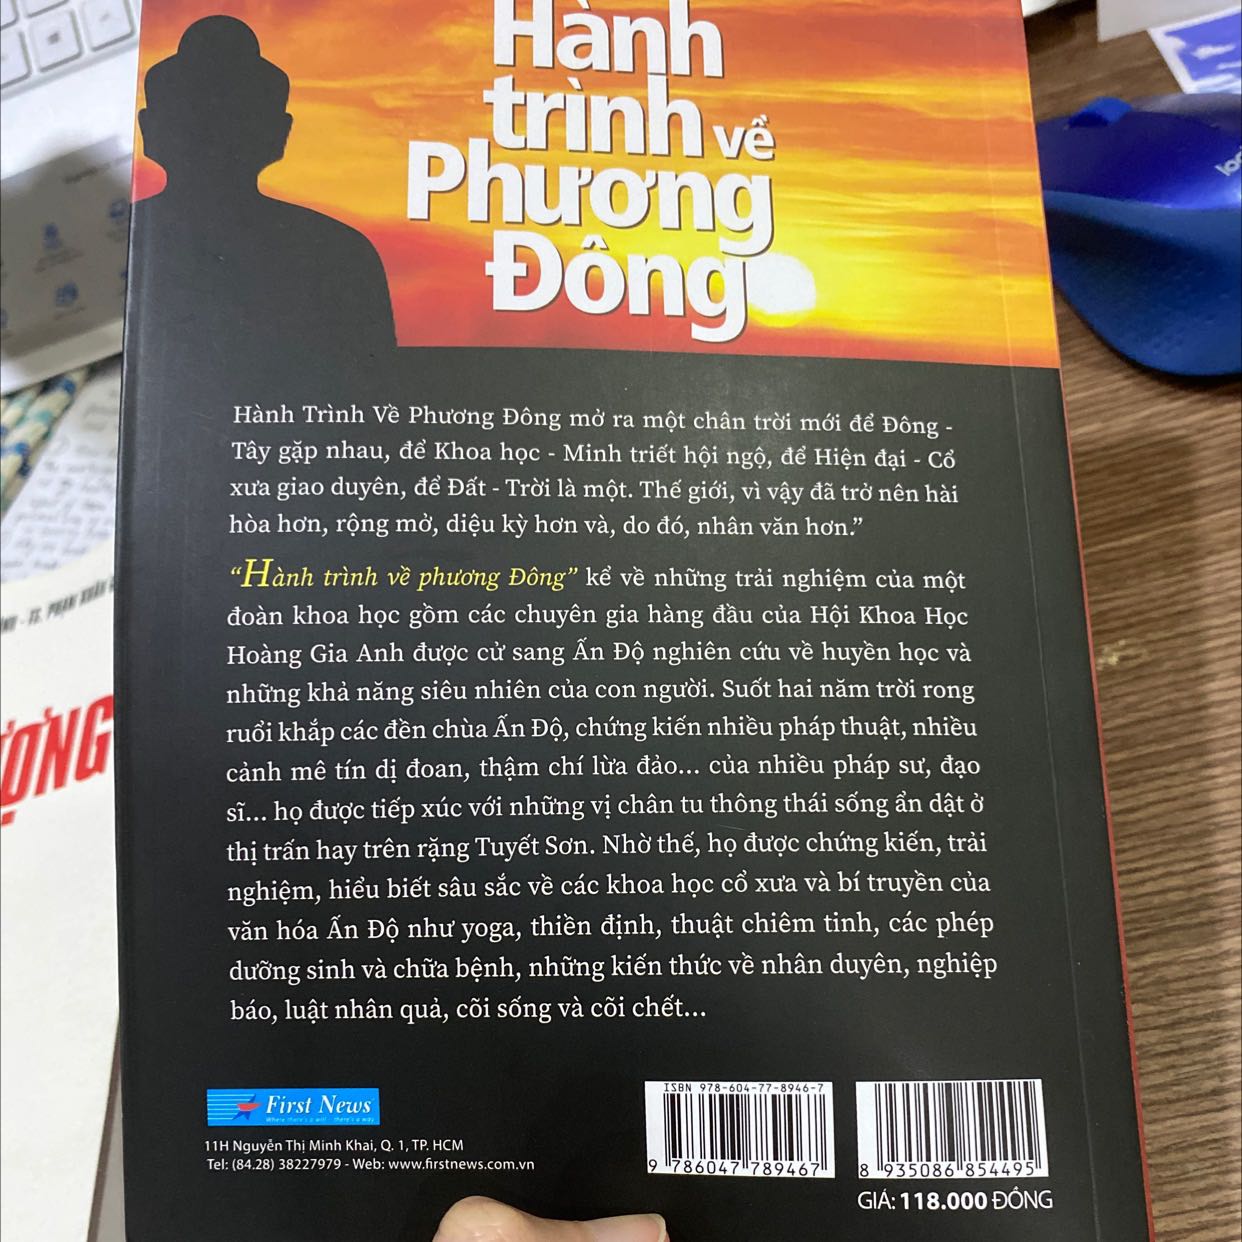 Hành
trình về
Phương
Đông
Hành Trình Về Phương Đông mở ra một chân trời mới để Đông -
Tây gặp nhau, để Khoa học - Minh triết hội ngộ, để Hiện đại - Cổ
xưa giao duyên, để Đất - Trời là một. Thế giới, vì vậy đã trở nên hài
hòa hơn, rộng mở, diệu kỳ hơn và, do đó, nhân văn hơn.”
“Hành trình về phương Đông” kể về những trải nghiệm của một
đoàn khoa học gồm các chuyên gia hàng đầu của Hội Khoa Học
Hoàng Gia Anh được cử sang Ấn Độ nghiên cứu về huyền học và
những khả năng siêu nhiên của con người. Suốt hai năm trời rong
ruổi khắp các đền chùa Ấn Độ, chứng kiến nhiều pháp thuật, nhiều
cảnh mê tín dị đoan, thậm chí lừa đảo... của nhiều pháp sư, đạo
sĩ... họ được tiếp xúc với những vị chân tu thông thái sống ẩn dật ở
thị trấn hay trên rặng Tuyết Sơn. Nhờ thế, họ được chứng kiến, trải
nghiệm, hiểu biết sâu sắc về các khoa học cổ xưa và bí truyền của
văn hóa Ấn Độ như yoga, thiền định, thuật chiêm tinh, các phép
dưỡng sinh và chữa bệnh, những kiến thức về nhân duyên, nghiệp
báo, luật nhân quả, cõi sống và cõi chết...
First News
Where there's a will - there's a way
11H Nguyễn Thị Minh Khai, Q. 1, TP. HCM
Tel: (84.28) 38227979 - Web: www.firstnews.com.vn
ISBN 978-604-77-8946-7
9 786047 789467
8 935086 854495
GIÁ: 118.000 ĐỒNG
TS. PHẠM XUÂN
ỢNG